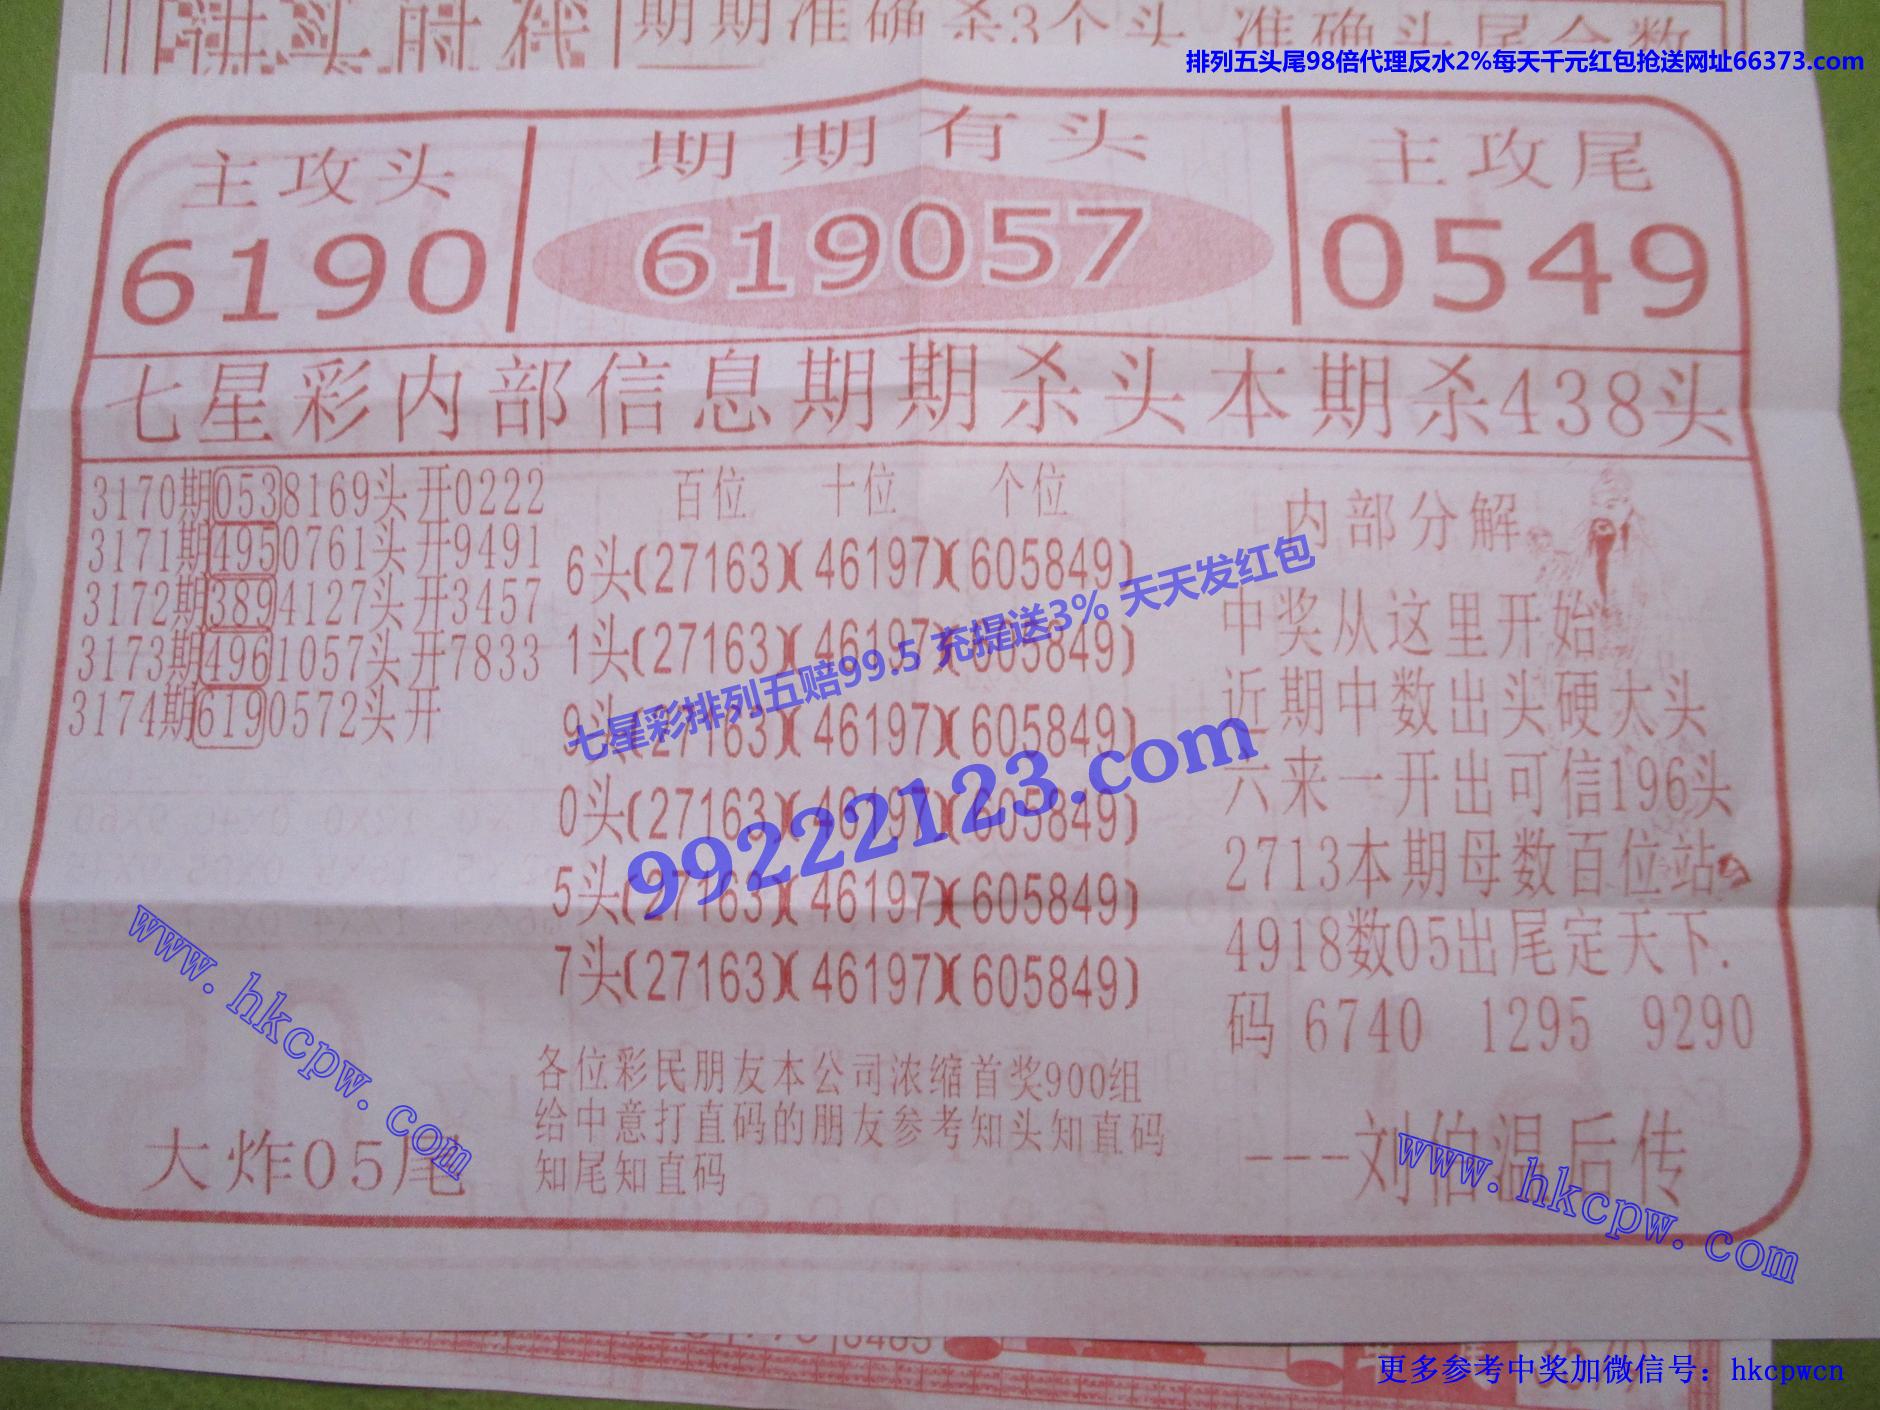 期期准确杀3个头 准确头尾合数
排列五头尾98倍代理反水2%每天千元红包抢送网址66373.com
主攻头
6190
期期有头
619057
主攻尾
0549
七星彩内部信息期期杀头本期杀438头
3170期0538169头开0222
3171期4950761头开9491
3172期3894127头开3457
3173期4961057头开7833
3174期6190572头开
百位 十位 个位
6头(27163)(46197)(605849)
1头(27163)(46197)(605849)
9头(27163)(46197)(605849)
0头(27163)(46197)(605849)
5头(27163)(46197)(605849)
7头(27163)(46197)(605849)
七星彩排列五赔99.5 充提送3% 天天发红包
99222123.com
内部分解
中奖从这里开始
近期中数出头硬大头
六来一开出可信196头
2713本期母数百位站
4918数05出尾定天下.
码 6740 1295 9290
---刘伯温后传
各位彩民朋友本公司浓缩首奖900组
给中意打直码的朋友参考知头知直码
知尾知直码
大炸05尾
www.hkcpw.com
www.hkcpw.com
更多参考中奖加微信号：hkcpwcn